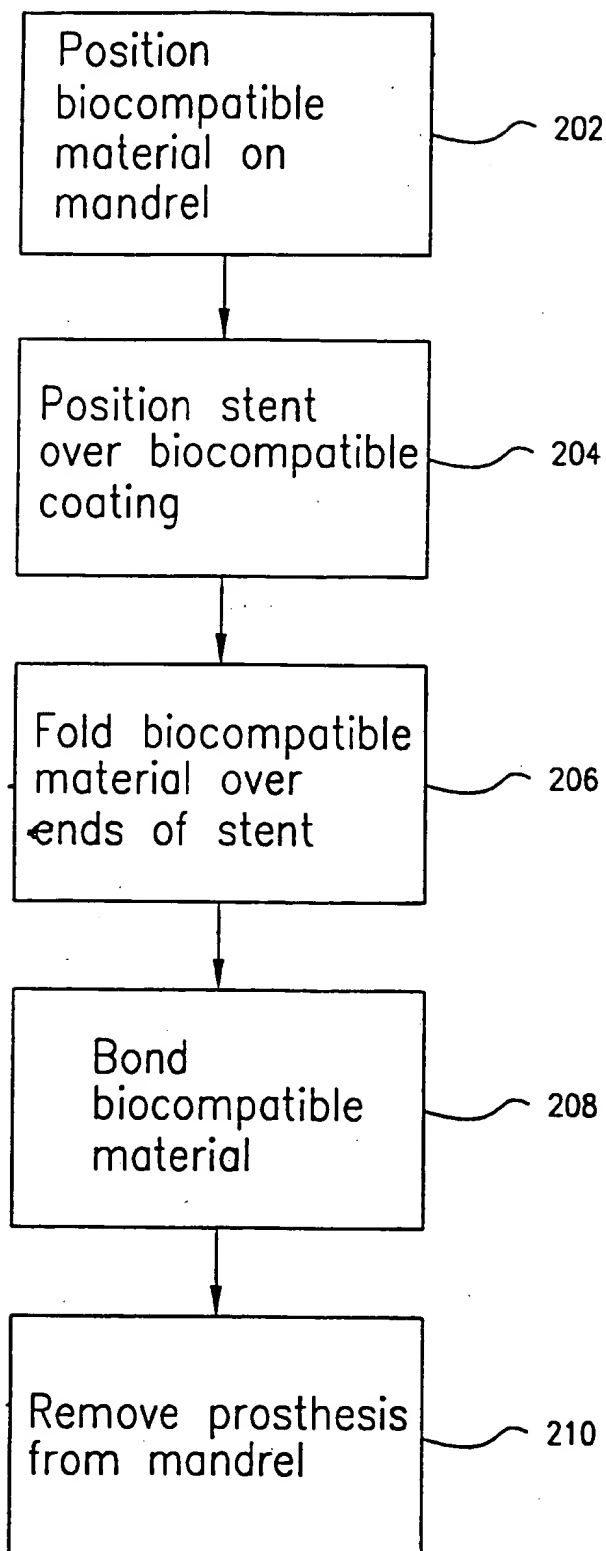 Position
biocompatible
material on
mandrel
202
Position stent
over biocompatible
coating
204
Fold biocompatible
material over
ends of stent
206
Bond
biocompatible
material
208
Remove prosthesis
from mandrel
210